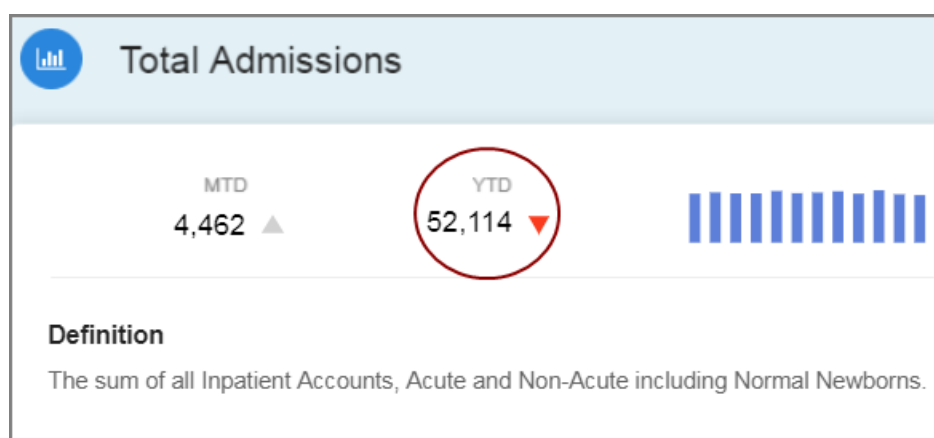 Total Admissions
MTD
YTD
4,462
52,114
Definition
The sum of all Inpatient Accounts, Acute and Non-Acute including Normal Newborns.